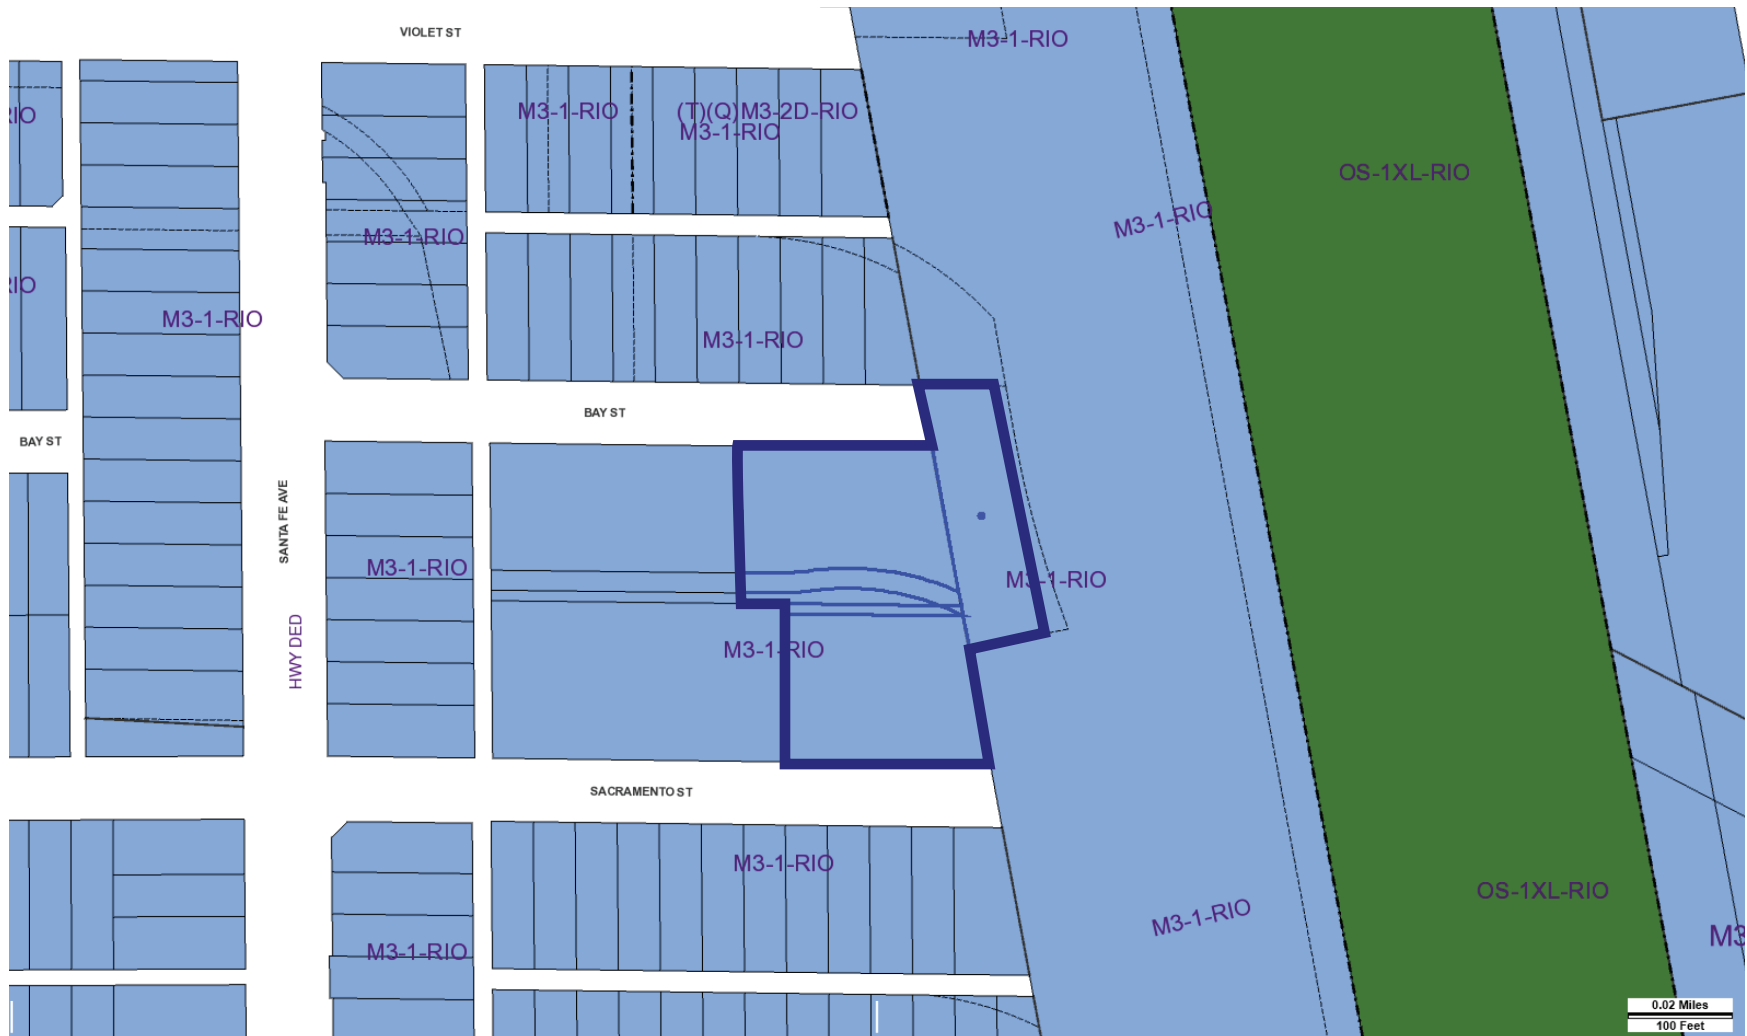 VIOLET ST
M3-1-RIO
RIO
M3-1-RIO
(T)(Q)M3-2D-RIO
M3-1-RIO
OS-1XL-RIO
M3-1-RIO
M3-1-RIO
RIO
M3-1-RIO
M3-1-RIO
BAY ST
BAY ST
SANTA FE AVE
M3-1-RIO
M3-1-RIO
HWY DED
M3-1-RIO
SACRAMENTO ST
M3-1-RIO
OS-1XL-RIO
M3-1-RIO
M3
M3-1-RIO
0.02 Miles
100 Feet